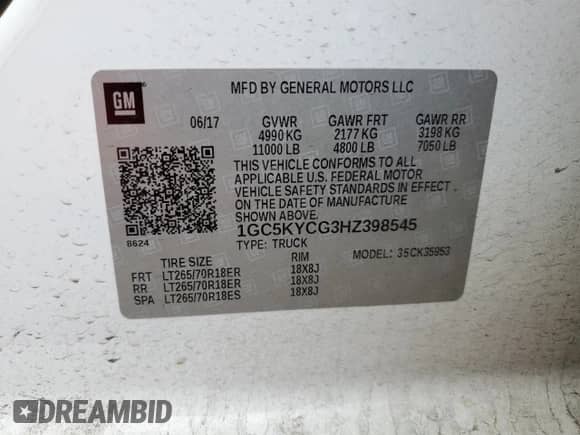 GM
MFD BY GENERAL MOTORS LLC
06/17 GVWR GAWR FRT GAWR RR
4990 KG 2177 KG 3198 KG
11000 LB 4800 LB 7050 LB
THIS VEHICLE CONFORMS TO ALL
APPLICABLE U.S. FEDERAL MOTOR
VEHICLE SAFETY STANDARDS IN EFFECT
ON THE DATE OF MANUFACTURE
SHOWN ABOVE.
1GC5KYCG3HZ398545
8624
TYPE: TRUCK MODEL: 35CK35953
TIRE SIZE RIM
FRT LT265/70R18ER 18X8J
RR LT265/70R18ER 18X8J
SPA LT265/70R18ES 18X8J
DREAMBID